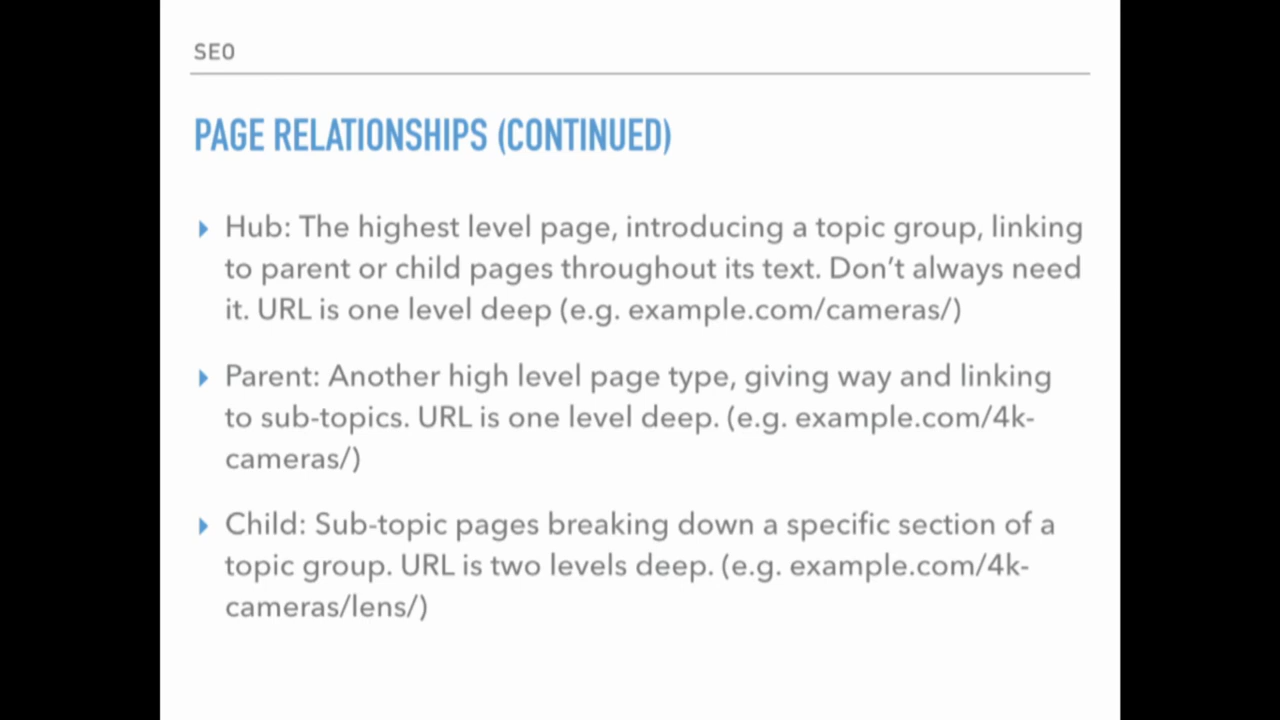 SEO
PAGE RELATIONSHIPS (CONTINUED)
Hub: The highest level page, introducing a topic group, linking
to parent or child pages throughout its text. Don’t always need
it. URL is one level deep (e.g. example.com/cameras/)
Parent: Another high level page type, giving way and linking
to sub-topics. URL is one level deep. (e.g. example.com/4k-
cameras/)
Child: Sub-topic pages breaking down a specific section of a
topic group. URL is two levels deep. (e.g. example.com/4k-
cameras/lens/)